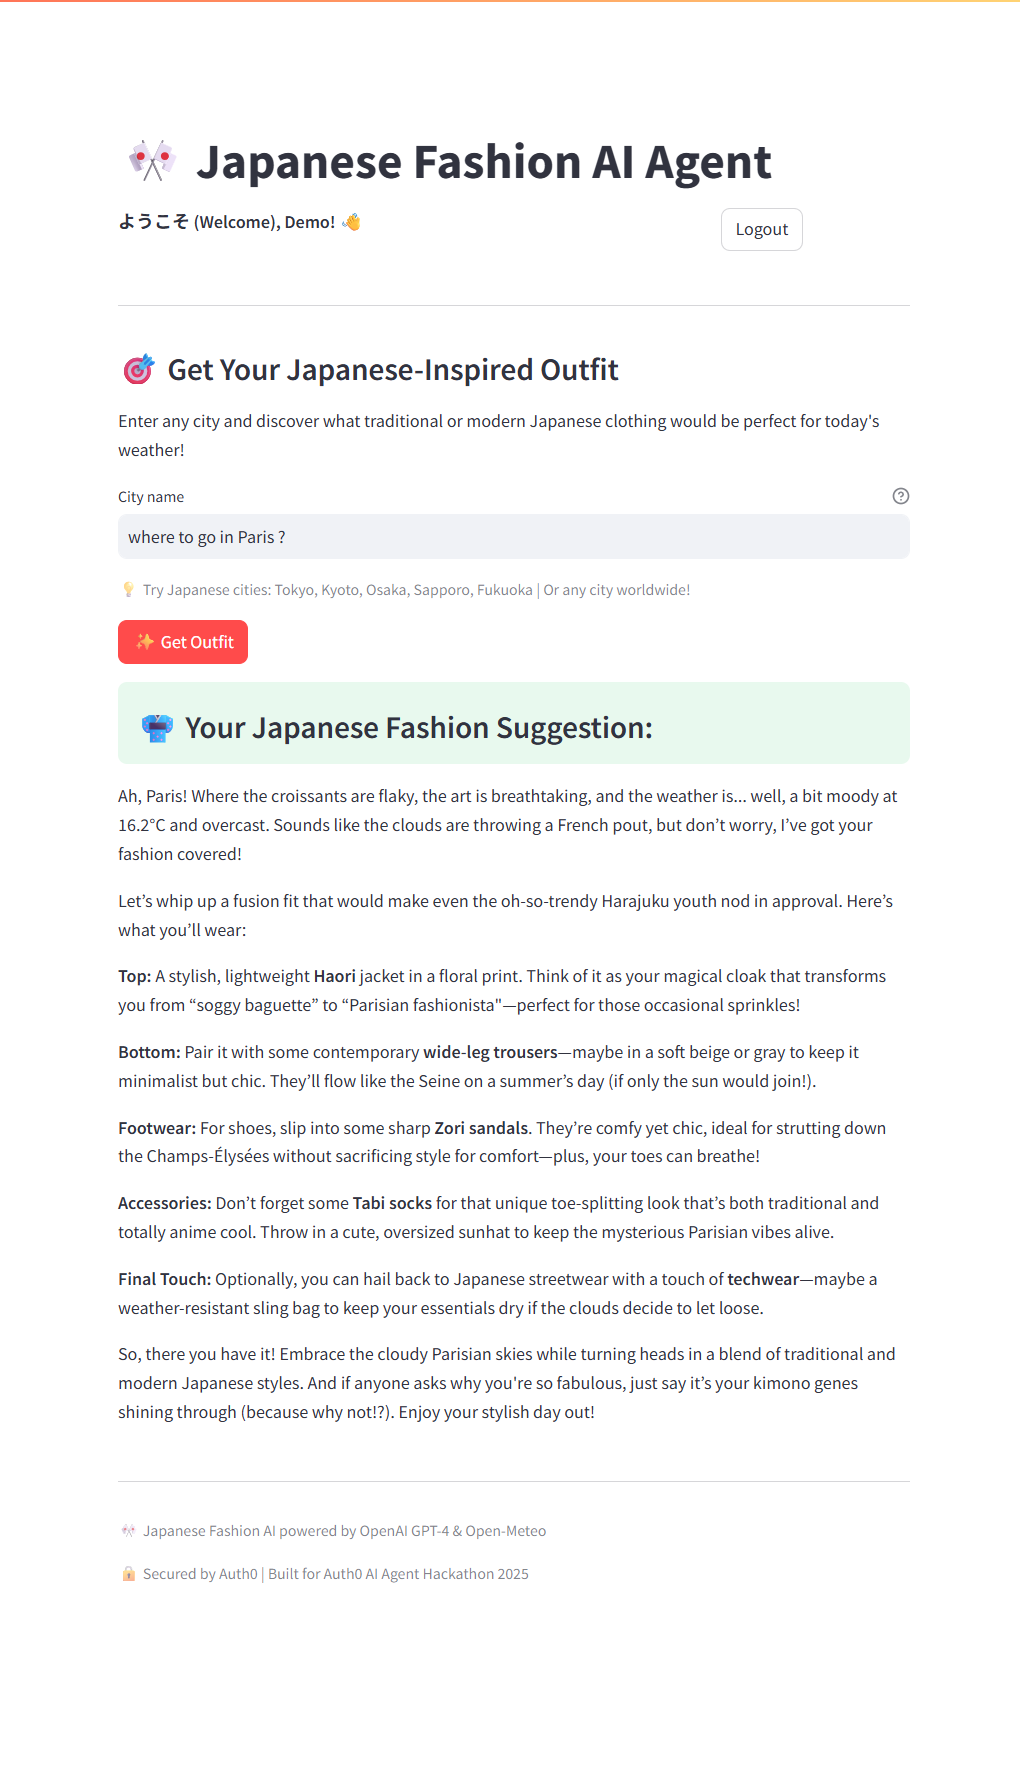 Japanese Fashion AI Agent
ようこそ (Welcome), Demo! 👋
Logout
🎯 Get Your Japanese-Inspired Outfit
Enter any city and discover what traditional or modern Japanese clothing would be perfect for today's
weather!
City name
where to go in Paris ?
💡 Try Japanese cities: Tokyo, Kyoto, Osaka, Sapporo, Fukuoka | Or any city worldwide!
✨ Get Outfit
👘 Your Japanese Fashion Suggestion:
Ah, Paris! Where the croissants are flaky, the art is breathtaking, and the weather is... well, a bit moody at
16.2°C and overcast. Sounds like the clouds are throwing a French pout, but don’t worry, I’ve got your
fashion covered!
Let’s whip up a fusion fit that would make even the oh-so-trendy Harajuku youth nod in approval. Here’s
what you’ll wear:
Top: A stylish, lightweight Haori jacket in a floral print. Think of it as your magical cloak that transforms
you from “soggy baguette” to “Parisian fashionista"—perfect for those occasional sprinkles!
Bottom: Pair it with some contemporary wide-leg trousers—maybe in a soft beige or gray to keep it
minimalist but chic. They’ll flow like the Seine on a summer’s day (if only the sun would join!).
Footwear: For shoes, slip into some sharp Zori sandals. They’re comfy yet chic, ideal for strutting down
the Champs-Élysées without sacrificing style for comfort—plus, your toes can breathe!
Accessories: Don’t forget some Tabi socks for that unique toe-splitting look that’s both traditional and
totally anime cool. Throw in a cute, oversized sunhat to keep the mysterious Parisian vibes alive.
Final Touch: Optionally, you can hail back to Japanese streetwear with a touch of techwear—maybe a
weather-resistant sling bag to keep your essentials dry if the clouds decide to let loose.
So, there you have it! Embrace the cloudy Parisian skies while turning heads in a blend of traditional and
modern Japanese styles. And if anyone asks why you're so fabulous, just say it’s your kimono genes
shining through (because why not!?). Enjoy your stylish day out!
🎌 Japanese Fashion AI powered by OpenAI GPT-4 & Open-Meteo
🔒 Secured by Auth0 | Built for Auth0 AI Agent Hackathon 2025